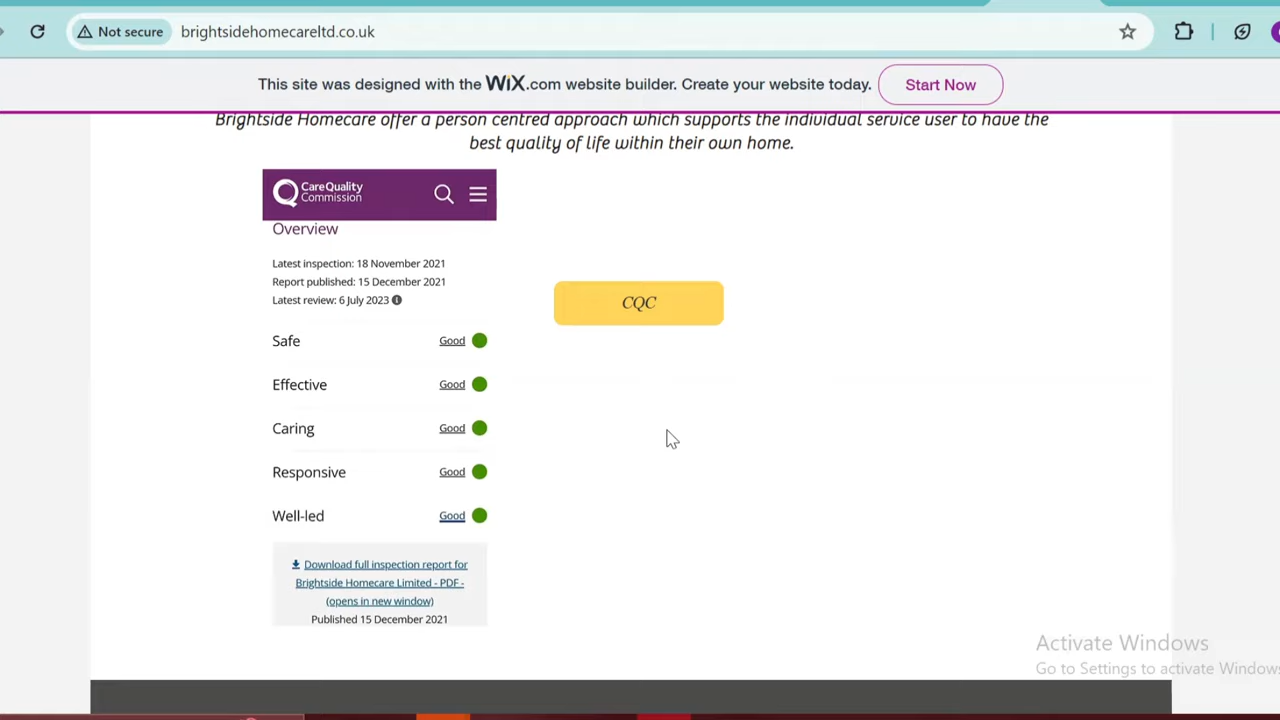 Not secure
brightsidehomecareltd.co.uk
This site was designed with the WiX.com website builder. Create your website today.
Start Now
Brightside Homecare offer a person centred approach which supports the individual service user to have the
best quality of life within their own home.
CareQuality
Commission
Overview
Latest inspection: 18 November 2021
Report published: 15 December 2021
Latest review: 6 July 2023
CQC
Safe Good
Effective Good
Caring Good
Responsive Good
Well-led Good
Download full inspection report for
Brightside Homecare Limited - PDF -
(opens in new window)
Published 15 December 2021
Activate Windows
Go to Settings to activate Windows